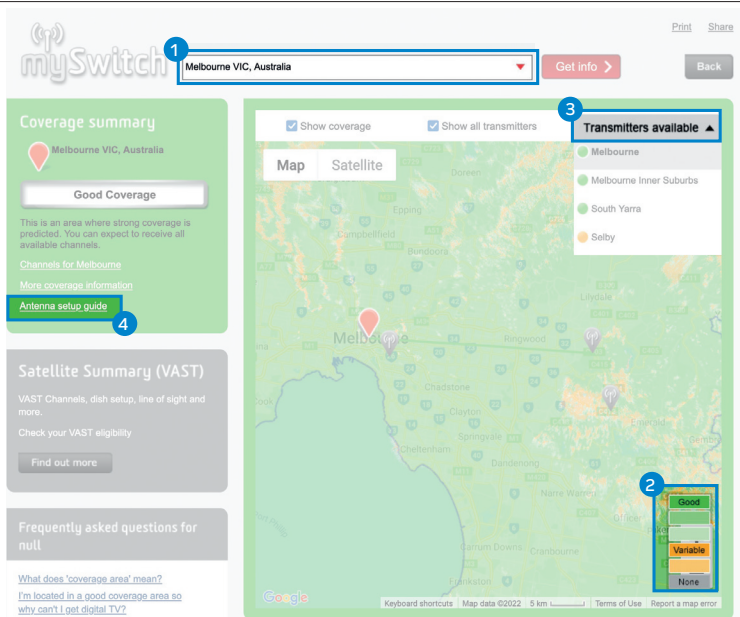 Print Share
mySwitch
1
Melbourne VIC, Australia
Get info
Back
Coverage summary
Melbourne VIC, Australia
Good Coverage
This is an area where strong coverage is
predicted. You can expect to receive all
available channels.
Channels for Melbourne
More coverage information
Antenna setup guide
4
Satellite Summary (VAST)
VAST Channels, dish setup, line of sight and
more.
Check your VAST eligibility
Find out more
Frequently asked questions for
null
What does 'coverage area' mean?
I'm located in a good coverage area so
why can't I get digital TV?
Show coverage
Show all transmitters
3
Transmitters available
Melbourne
Melbourne Inner Suburbs
South Yarra
Selby
Map Satellite
Doreen
Epping
Campbellfield
Bundoora
Lilydale
Melbourne
Ringwood
Chadstone
Clayton
Emerald
Springvale
Cheltenham
Dandenong
Narre Warren
Officer
Carrum Downs
Cranbourne
Frankston
2
Good
Variable
None
Google
Keyboard shortcuts
Map data ©2022
5 km
Terms of Use
Report a map error